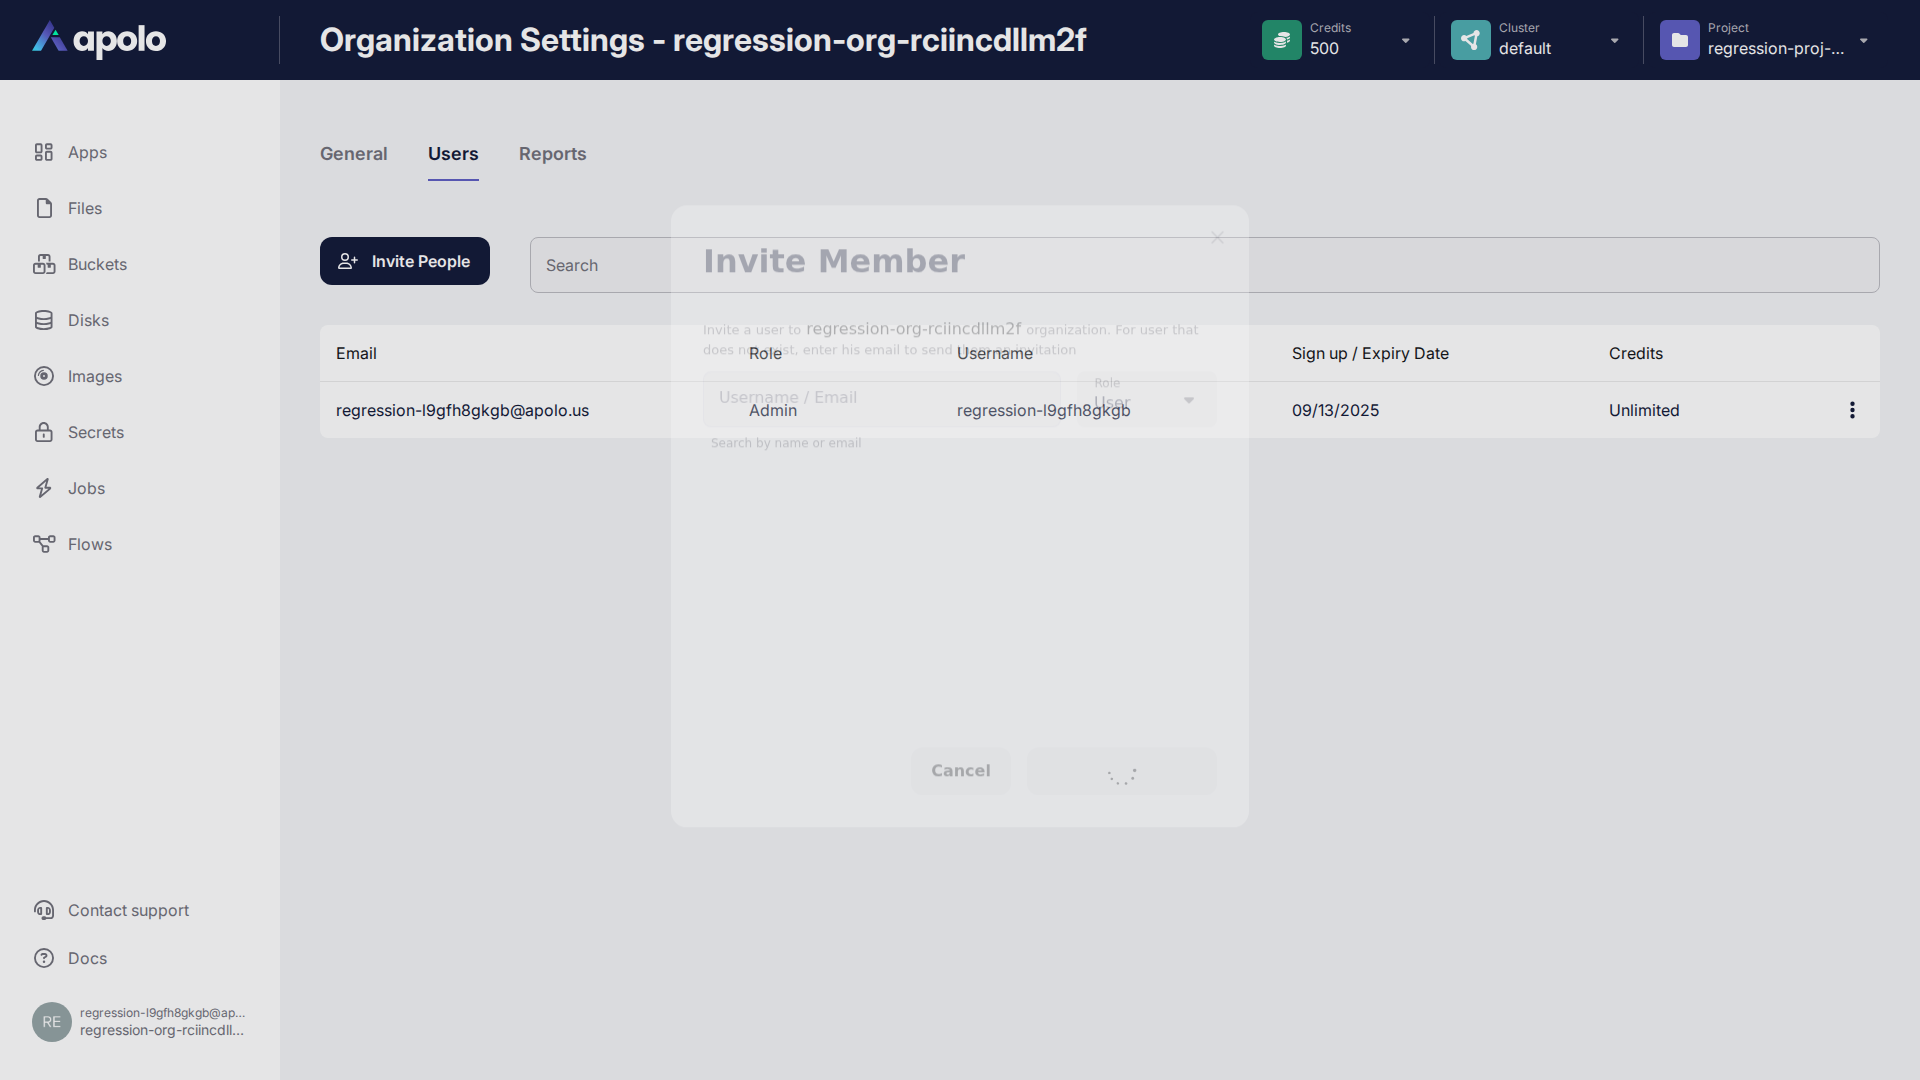 apolo
Organization Settings - regression-org-rciincdllm2f
Credits
500
Cluster
default
Project
regression-proj-...
Apps
Files
Buckets
Disks
Images
Secrets
Jobs
Flows
Contact support
Docs
RE
regression-l9gfh8gkgb@ap...
regression-org-rciincdll...
General
Users
Reports
Invite People
Search
Email
Role
Username
Sign up / Expiry Date
Credits
regression-l9gfh8gkgb@apolo.us
Admin
regression-l9gfh8gkgb
09/13/2025
Unlimited
Invite Member
Invite a user to regression-org-rciincdllm2f organization. For user that
does not exist, enter his email to send them an invitation
Username / Email
Role
User
Search by name or email
Cancel